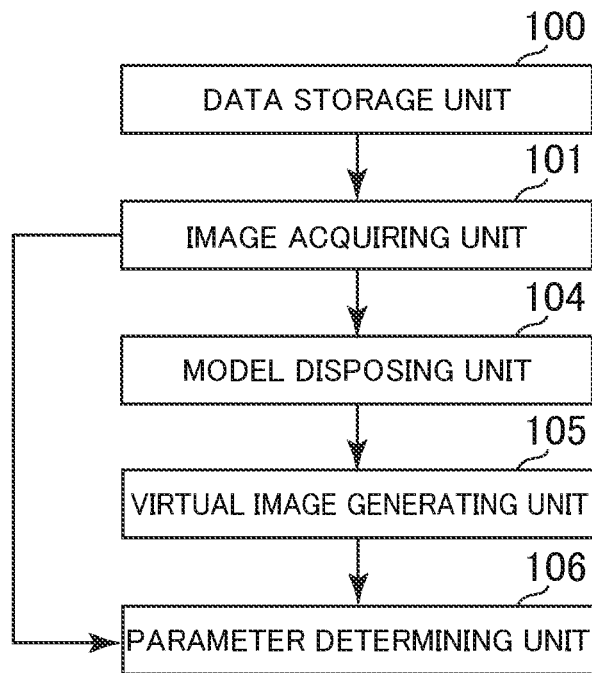 100
DATA STORAGE UNIT
101
IMAGE ACQUIRING UNIT
104
MODEL DISPOSING UNIT
105
VIRTUAL IMAGE GENERATING UNIT
106
PARAMETER DETERMINING UNIT